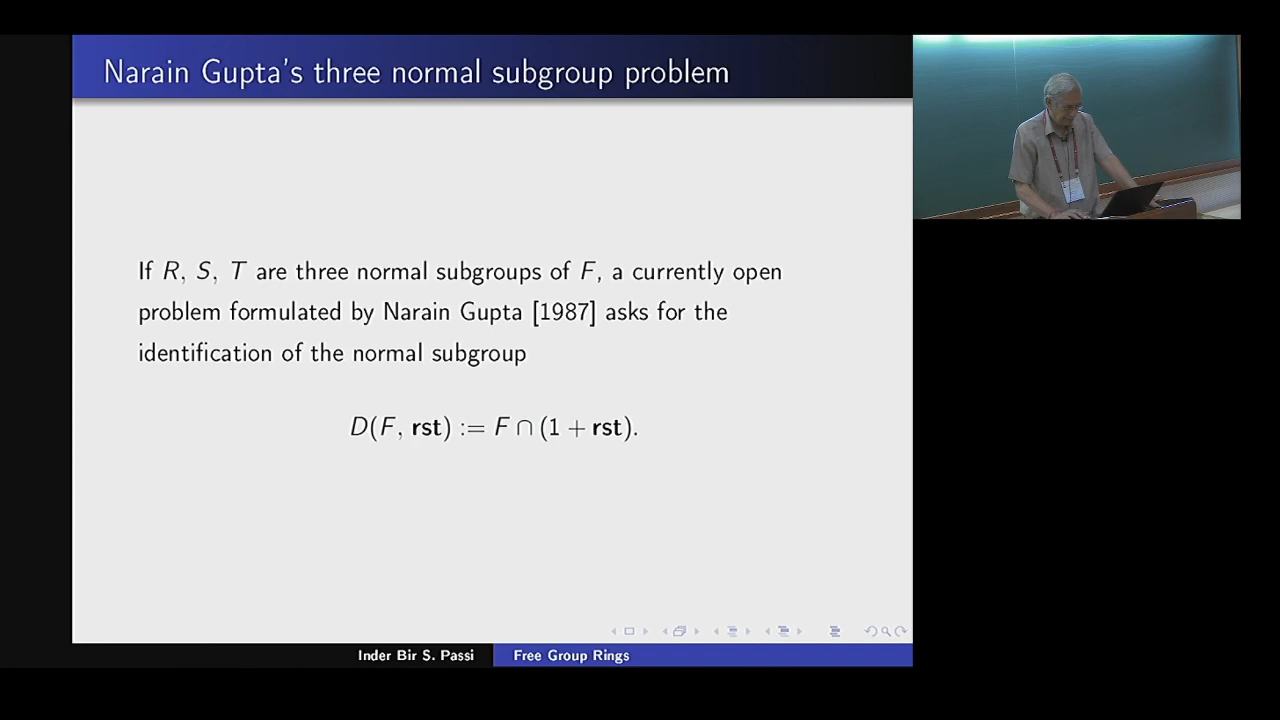 Narain Gupta's three normal subgroup problem
If R, S, T are three normal subgroups of F, a currently open
problem formulated by Narain Gupta [1987] asks for the
identification of the normal subgroup
D(F, rst) := F ∩ (1 + rst).
Inder Bir S. Passi
Free Group Rings